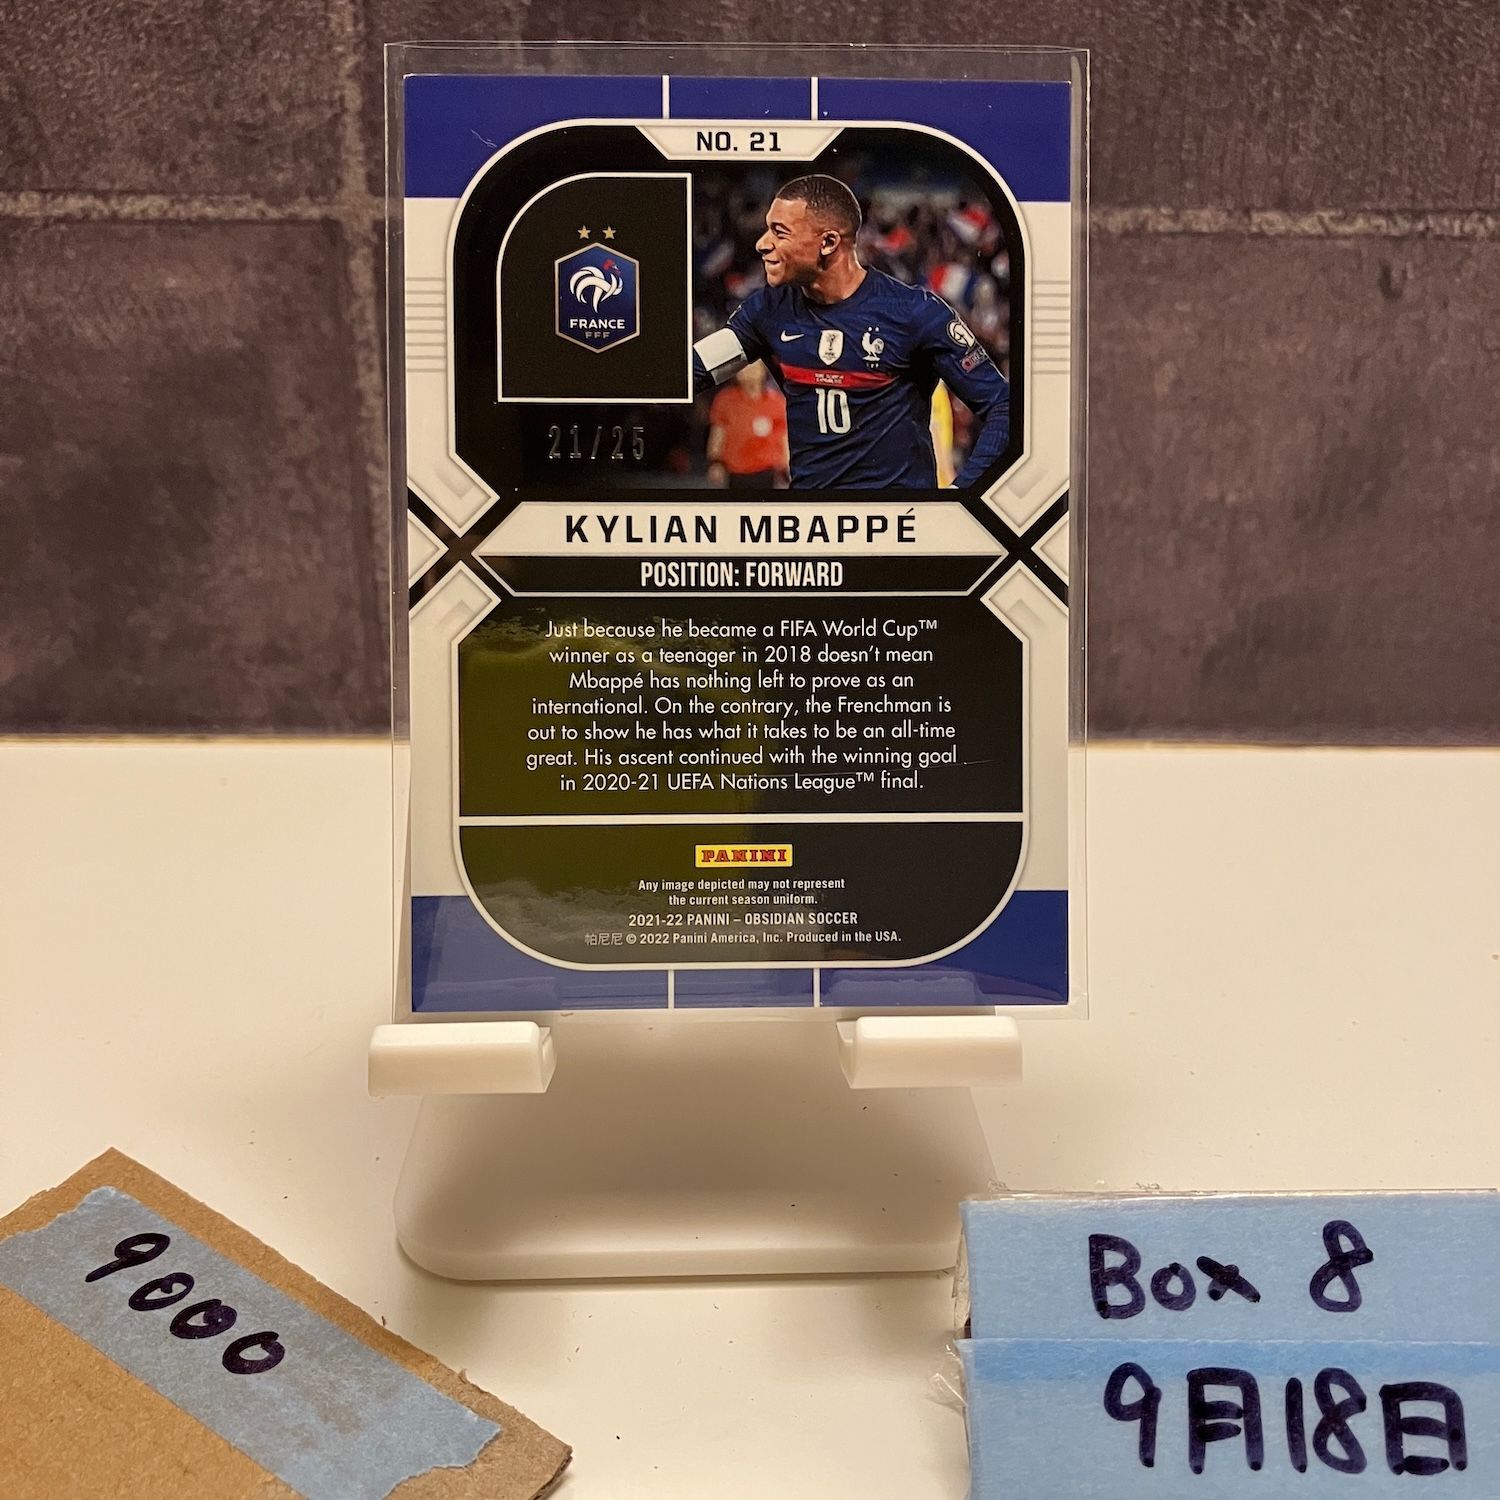 NO. 21
FRANCE
FFF
10
21/25
KYLIAN MBAPPÉ
POSITION: FORWARD
Just because he became a FIFA World Cup™
winner as a teenager in 2018 doesn't mean
Mbappé has nothing left to prove as an
international. On the contrary, the Frenchman is
out to show he has what it takes to be an all-time
great. His ascent continued with the winning goal
in 2020-21 UEFA Nations League™ final.
PANINI
Any image depicted may not represent
the current season uniform.
2021-22 PANINI – OBSIDIAN SOCCER
帕尼尼 © 2022 Panini America, Inc. Produced in the USA.
9000
Box 8
9月18日